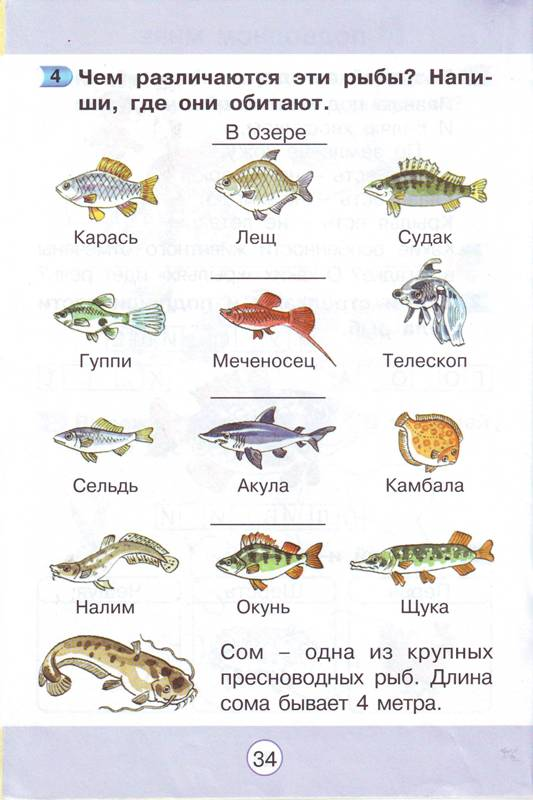 4 Чем различаются эти рыбы? Напи-
ши, где они обитают.
В озере
Карась Лещ Судак
Гуппи Меченосец Телескоп
Сельдь Акула Камбала
Налим Окунь Щука
Сом – одна из крупных
пресноводных рыб. Длина
сома бывает 4 метра.
34